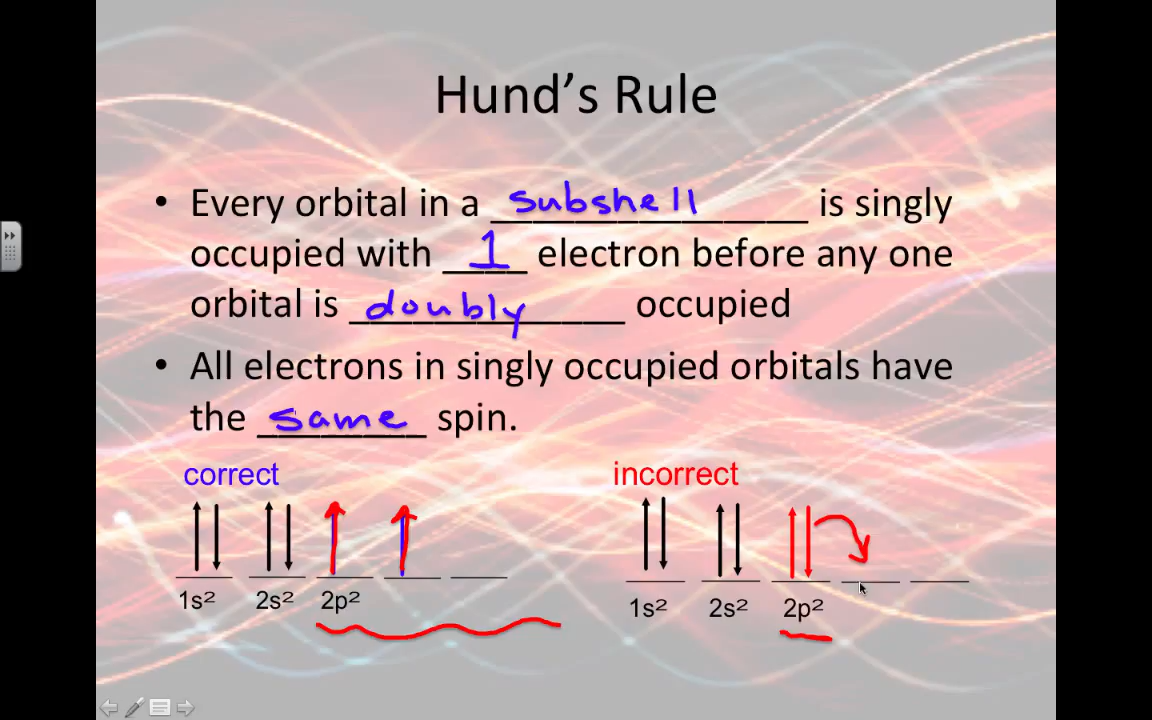 Hund's Rule
• Every orbital in a subshell is singly
occupied with 1 electron before any one
orbital is doubly occupied
• All electrons in singly occupied orbitals have
the same spin.
correct incorrect
1s² 2s² 2p² 1s² 2s² 2p²